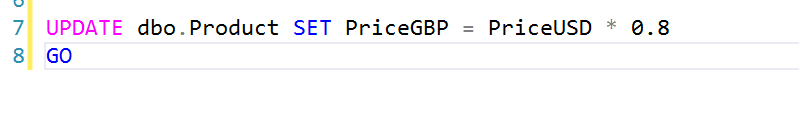 7 UPDATE dbo.Product SET PriceGBP = PriceUSD * 0.8
8 GO